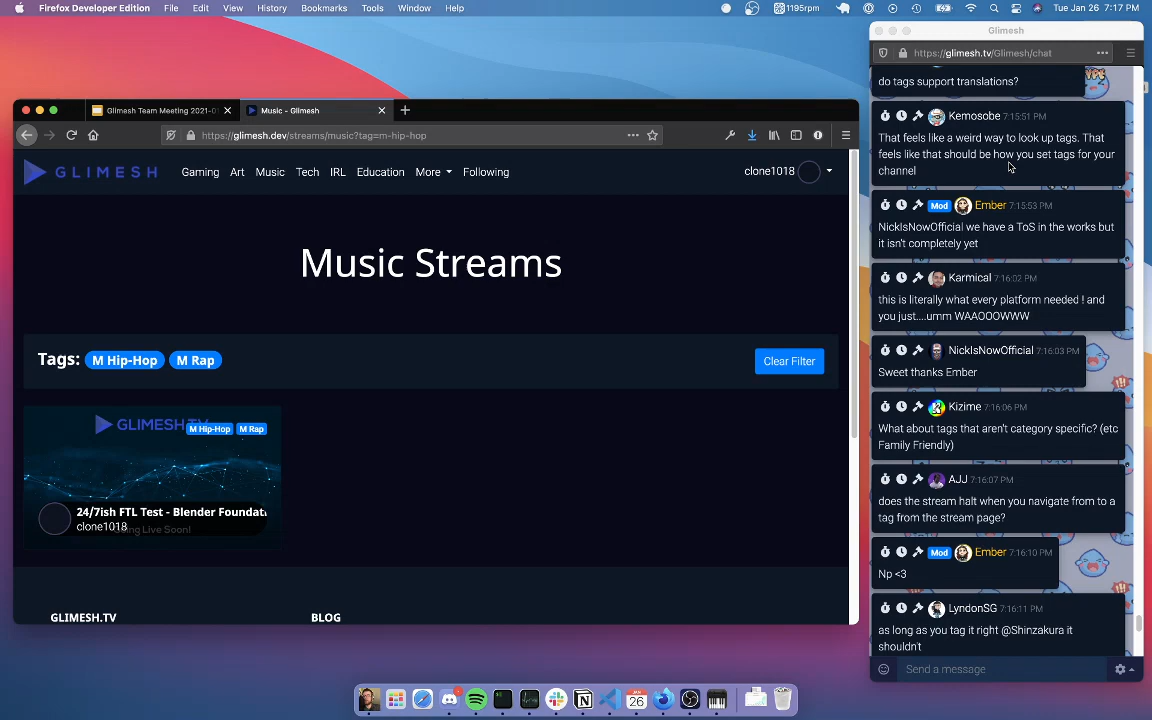 Firefox Developer Edition File Edit View History Bookmarks Tools Window Help
1195rpm
Tue Jan 26 7:17 PM
Glimesh Team Meeting 2021-01
Music - Glimesh
https://glimesh.dev/streams/music?tag=m-hip-hop
GLIMESH
Gaming Art Music Tech IRL Education More Following
clone1018
Music Streams
Tags: M Hip-Hop M Rap
Clear Filter
GLIMESH.TV
M Hip-Hop M Rap
24/7ish FTL Test - Blender Foundati
clone1018
Going Live Soon!
GLIMESH.TV
BLOG
Glimesh
https://glimesh.tv/Glimesh/chat
do tags support translations?
Kemosobe 7:15:51 PM
That feels like a weird way to look up tags. That
feels like that should be how you set tags for your
channel
Mod Ember 7:15:53 PM
NickIsNowOfficial we have a ToS in the works but
it isn't completely yet
Karmical 7:16:02 PM
this is literally what every platform needed ! and
you just....umm WAAOOOWWW
NickIsNowOfficial 7:16:03 PM
Sweet thanks Ember
Kizime 7:16:06 PM
What about tags that aren't category specific? (etc
Family Friendly)
AJJ 7:16:07 PM
does the stream halt when you navigate from to a
tag from the stream page?
Mod Ember 7:16:10 PM
Np <3
LyndonSG 7:16:11 PM
as long as you tag it right @Shinzakura it
shouldn't
Send a message
JAN
26